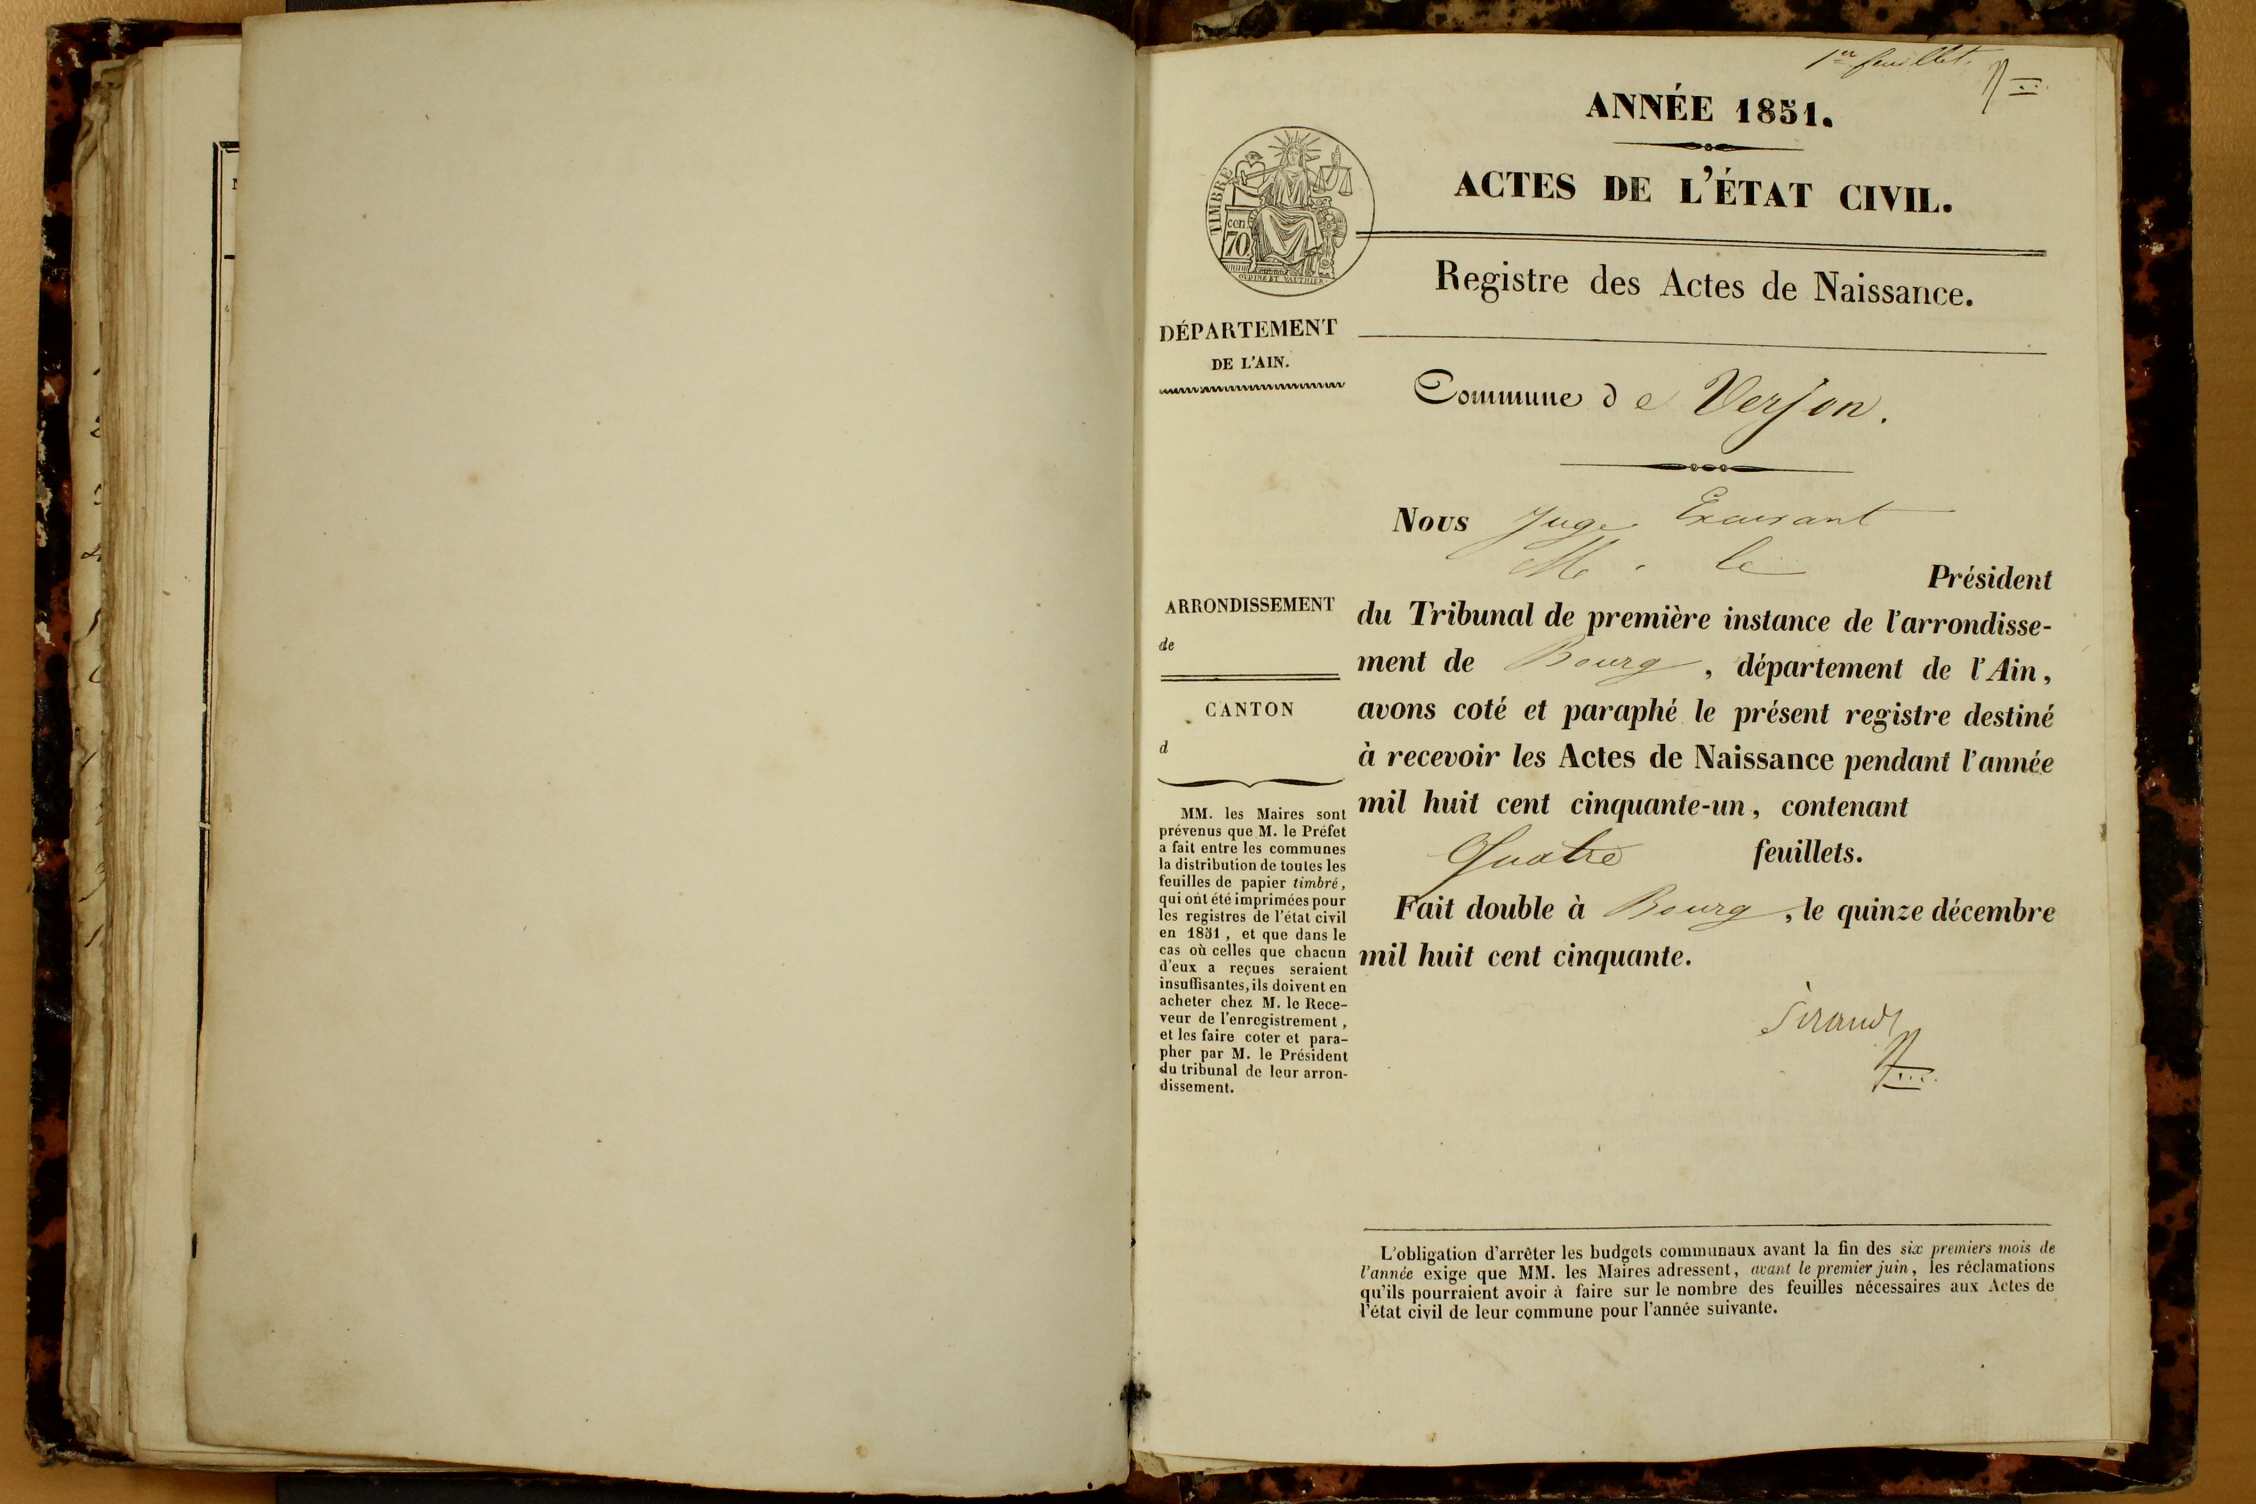 1er feuillet.
ANNÉE 1851.
ACTES DE L'ÉTAT CIVIL.
TIMBRE
cen.
70
OUDINÉ ET VAUTHIER
Registre des Actes de Naissance.
DÉPARTEMENT
DE L'AIN.
Commune de Verjon.
Nous Juge Excusant
M. le Président
du Tribunal de première instance de l'arrondisse-
ment de Bourg, département de l'Ain,
avons coté et paraphé le présent registre destiné
à recevoir les Actes de Naissance pendant l'année
mil huit cent cinquante-un, contenant
Quatre feuillets.
Fait double à Bourg, le quinze décembre
mil huit cent cinquante.
ARRONDISSEMENT
de
CANTON
d
MM. les Maires sont
prévenus que M. le Préfet
a fait entre les communes
la distribution de toutes les
feuilles de papier timbré,
qui ont été imprimées pour
les registres de l'état civil
en 1851, et que dans le
cas où celles que chacun
d'eux a reçues seraient
insuffisantes, ils doivent en
acheter chez M. le Rece-
veur de l'enregistrement,
et les faire coter et para-
pher par M. le Président
du tribunal de leur arron-
dissement.
L'obligation d'arrêter les budgets communaux avant la fin des six premiers mois de
l'année exige que MM. les Maires adressent, avant le premier juin, les réclamations
qu'ils pourraient avoir à faire sur le nombre des feuilles nécessaires aux Actes de
l'état civil de leur commune pour l'année suivante.